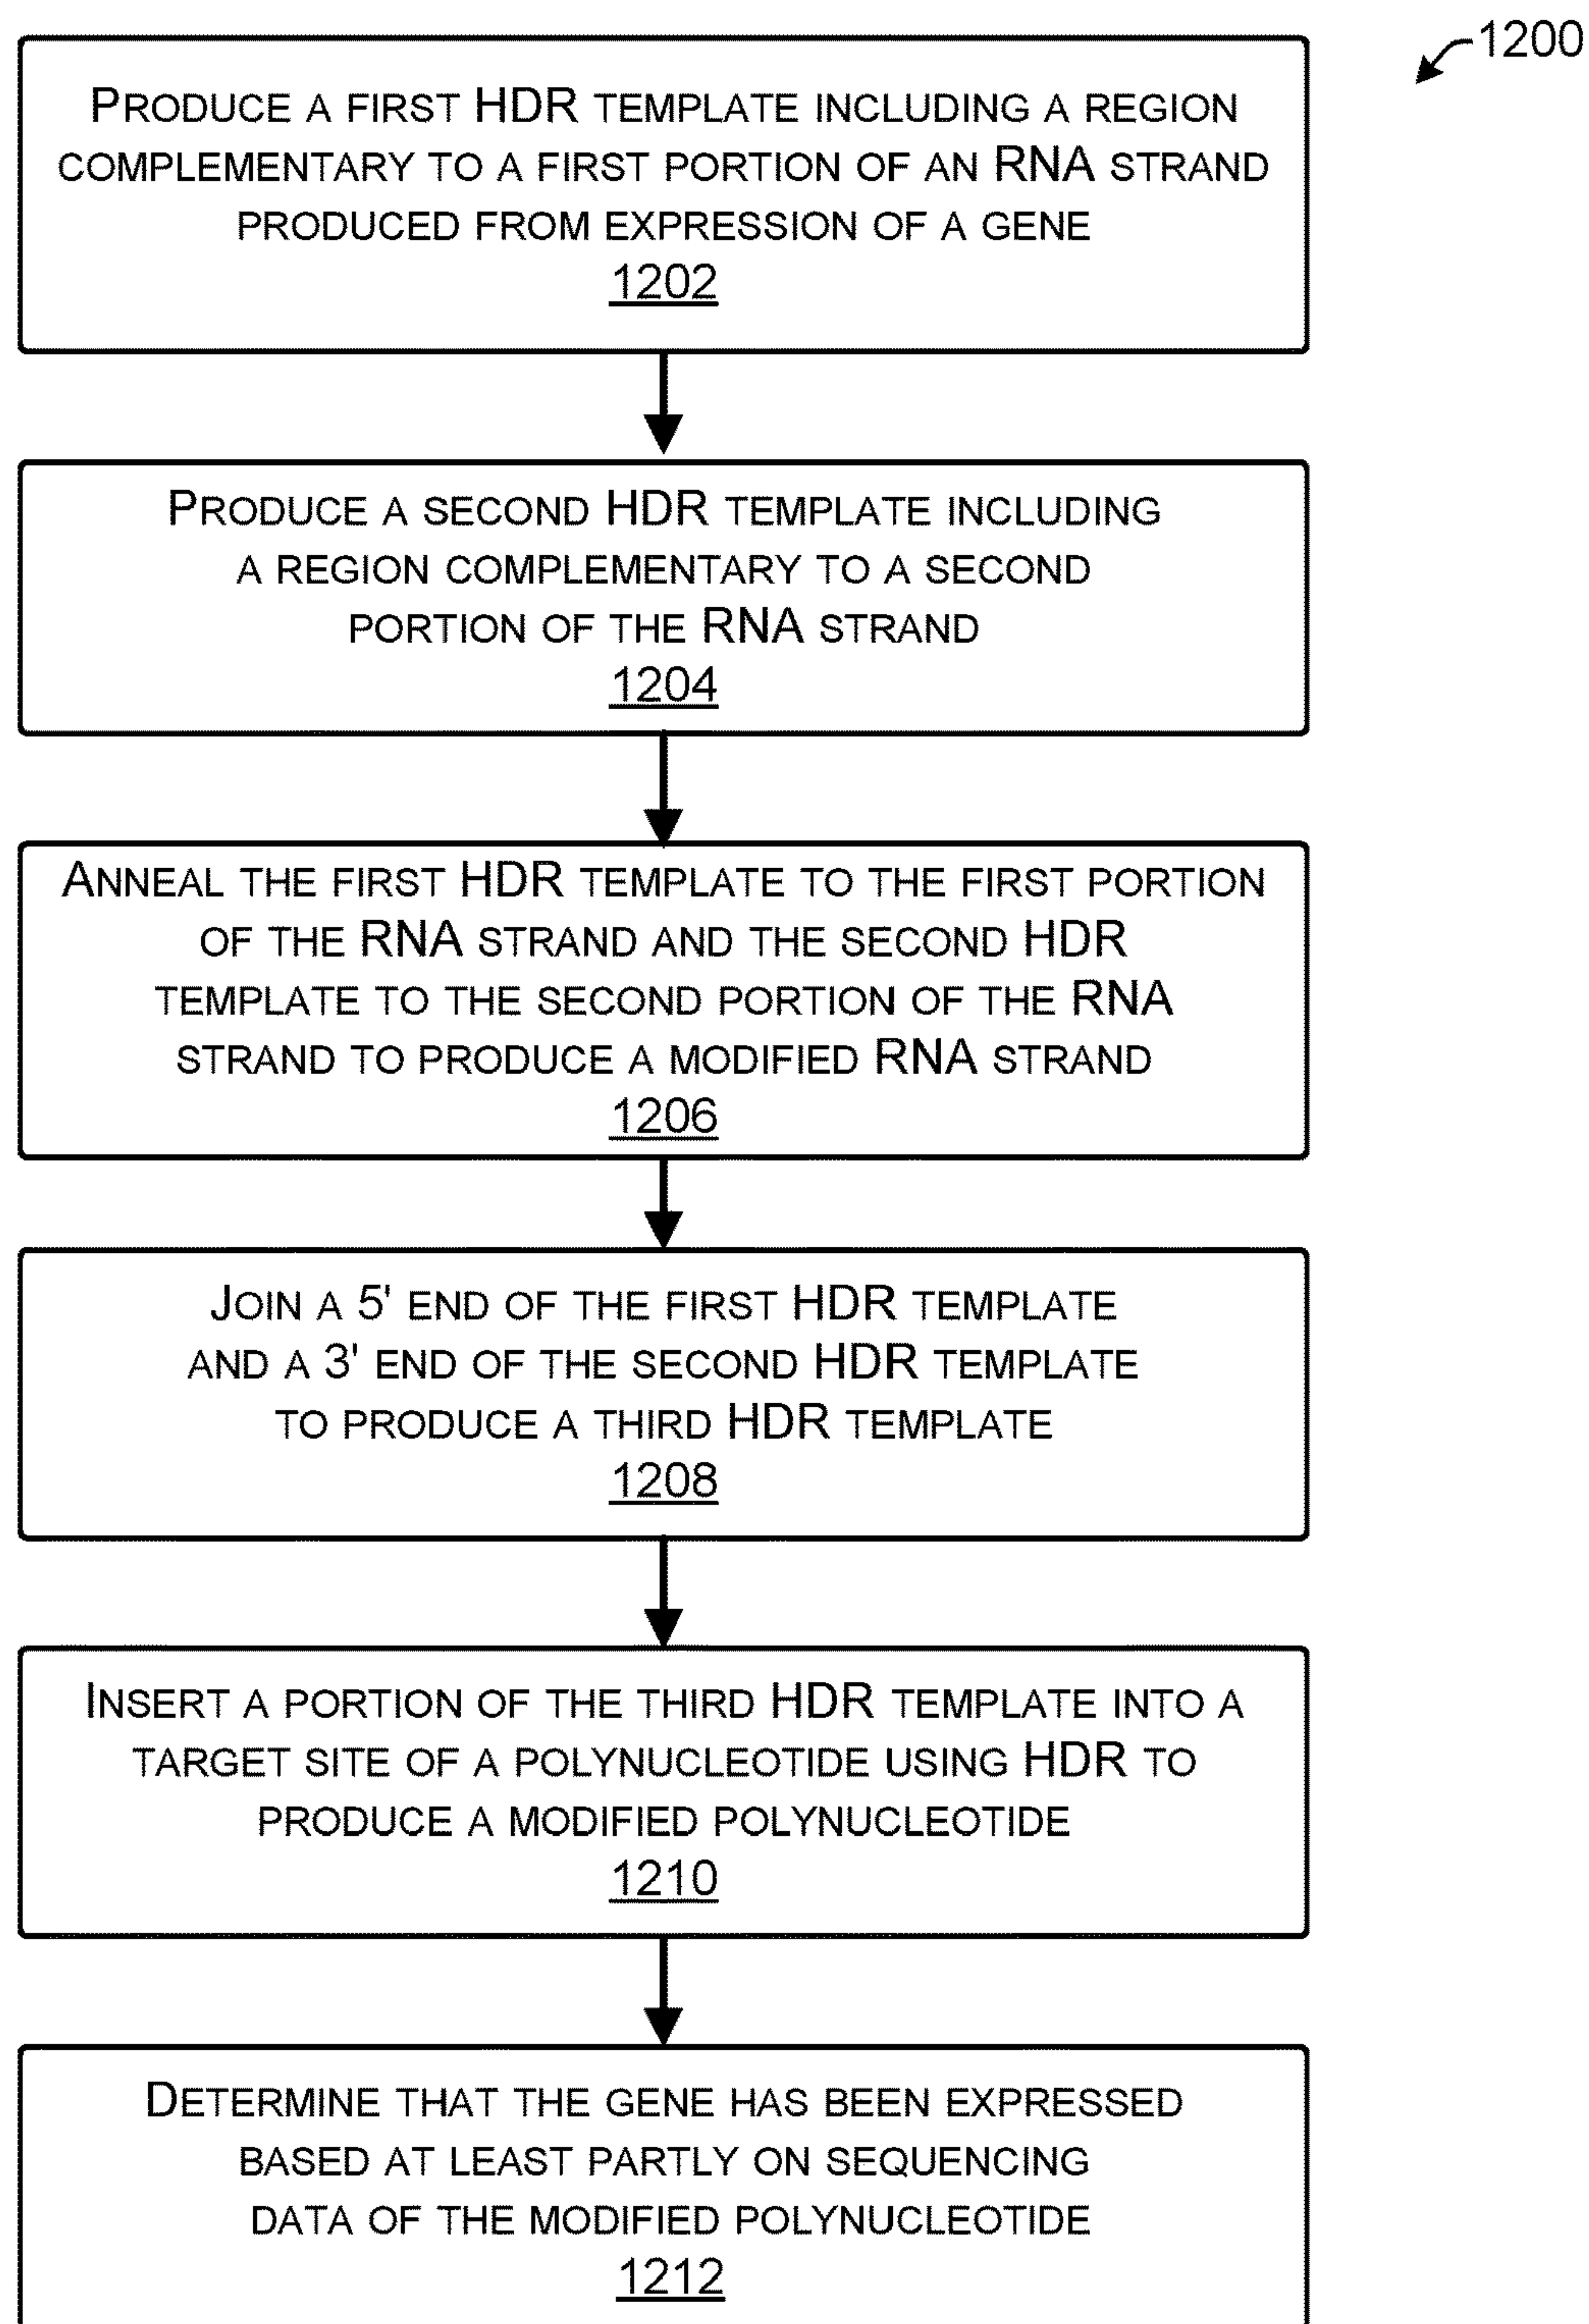 1200
PRODUCE A FIRST HDR TEMPLATE INCLUDING A REGION
COMPLEMENTARY TO A FIRST PORTION OF AN RNA STRAND
PRODUCED FROM EXPRESSION OF A GENE
1202
PRODUCE A SECOND HDR TEMPLATE INCLUDING
A REGION COMPLEMENTARY TO A SECOND
PORTION OF THE RNA STRAND
1204
ANNEAL THE FIRST HDR TEMPLATE TO THE FIRST PORTION
OF THE RNA STRAND AND THE SECOND HDR
TEMPLATE TO THE SECOND PORTION OF THE RNA
STRAND TO PRODUCE A MODIFIED RNA STRAND
1206
JOIN A 5' END OF THE FIRST HDR TEMPLATE
AND A 3' END OF THE SECOND HDR TEMPLATE
TO PRODUCE A THIRD HDR TEMPLATE
1208
INSERT A PORTION OF THE THIRD HDR TEMPLATE INTO A
TARGET SITE OF A POLYNUCLEOTIDE USING HDR TO
PRODUCE A MODIFIED POLYNUCLEOTIDE
1210
DETERMINE THAT THE GENE HAS BEEN EXPRESSED
BASED AT LEAST PARTLY ON SEQUENCING
DATA OF THE MODIFIED POLYNUCLEOTIDE
1212